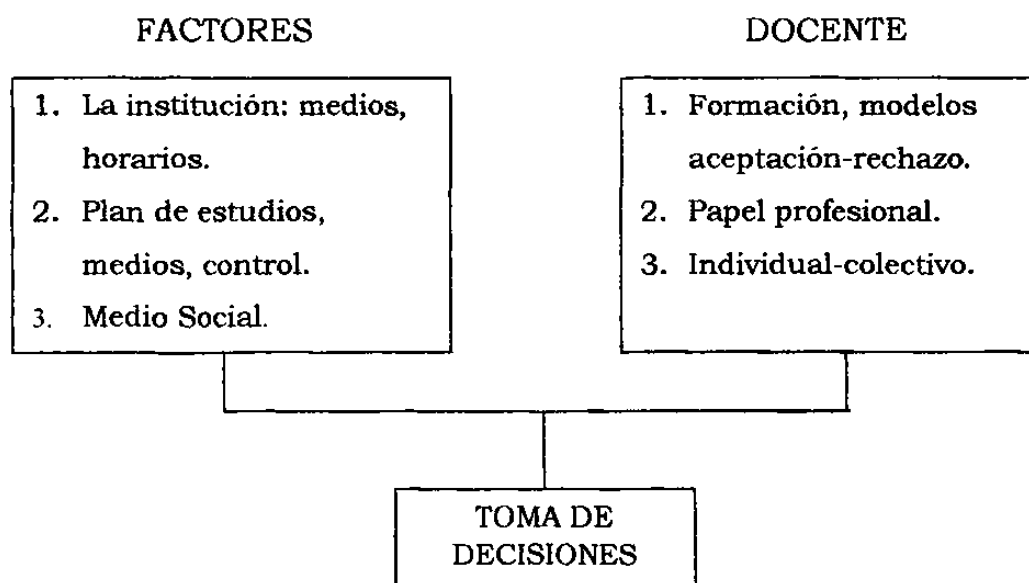 FACTORES
1. La institución: medios,
horarios.
2. Plan de estudios,
medios, control.
3. Medio Social.
DOCENTE
1. Formación, modelos
aceptación-rechazo.
2. Papel profesional.
3. Individual-colectivo.
TOMA DE
DECISIONES